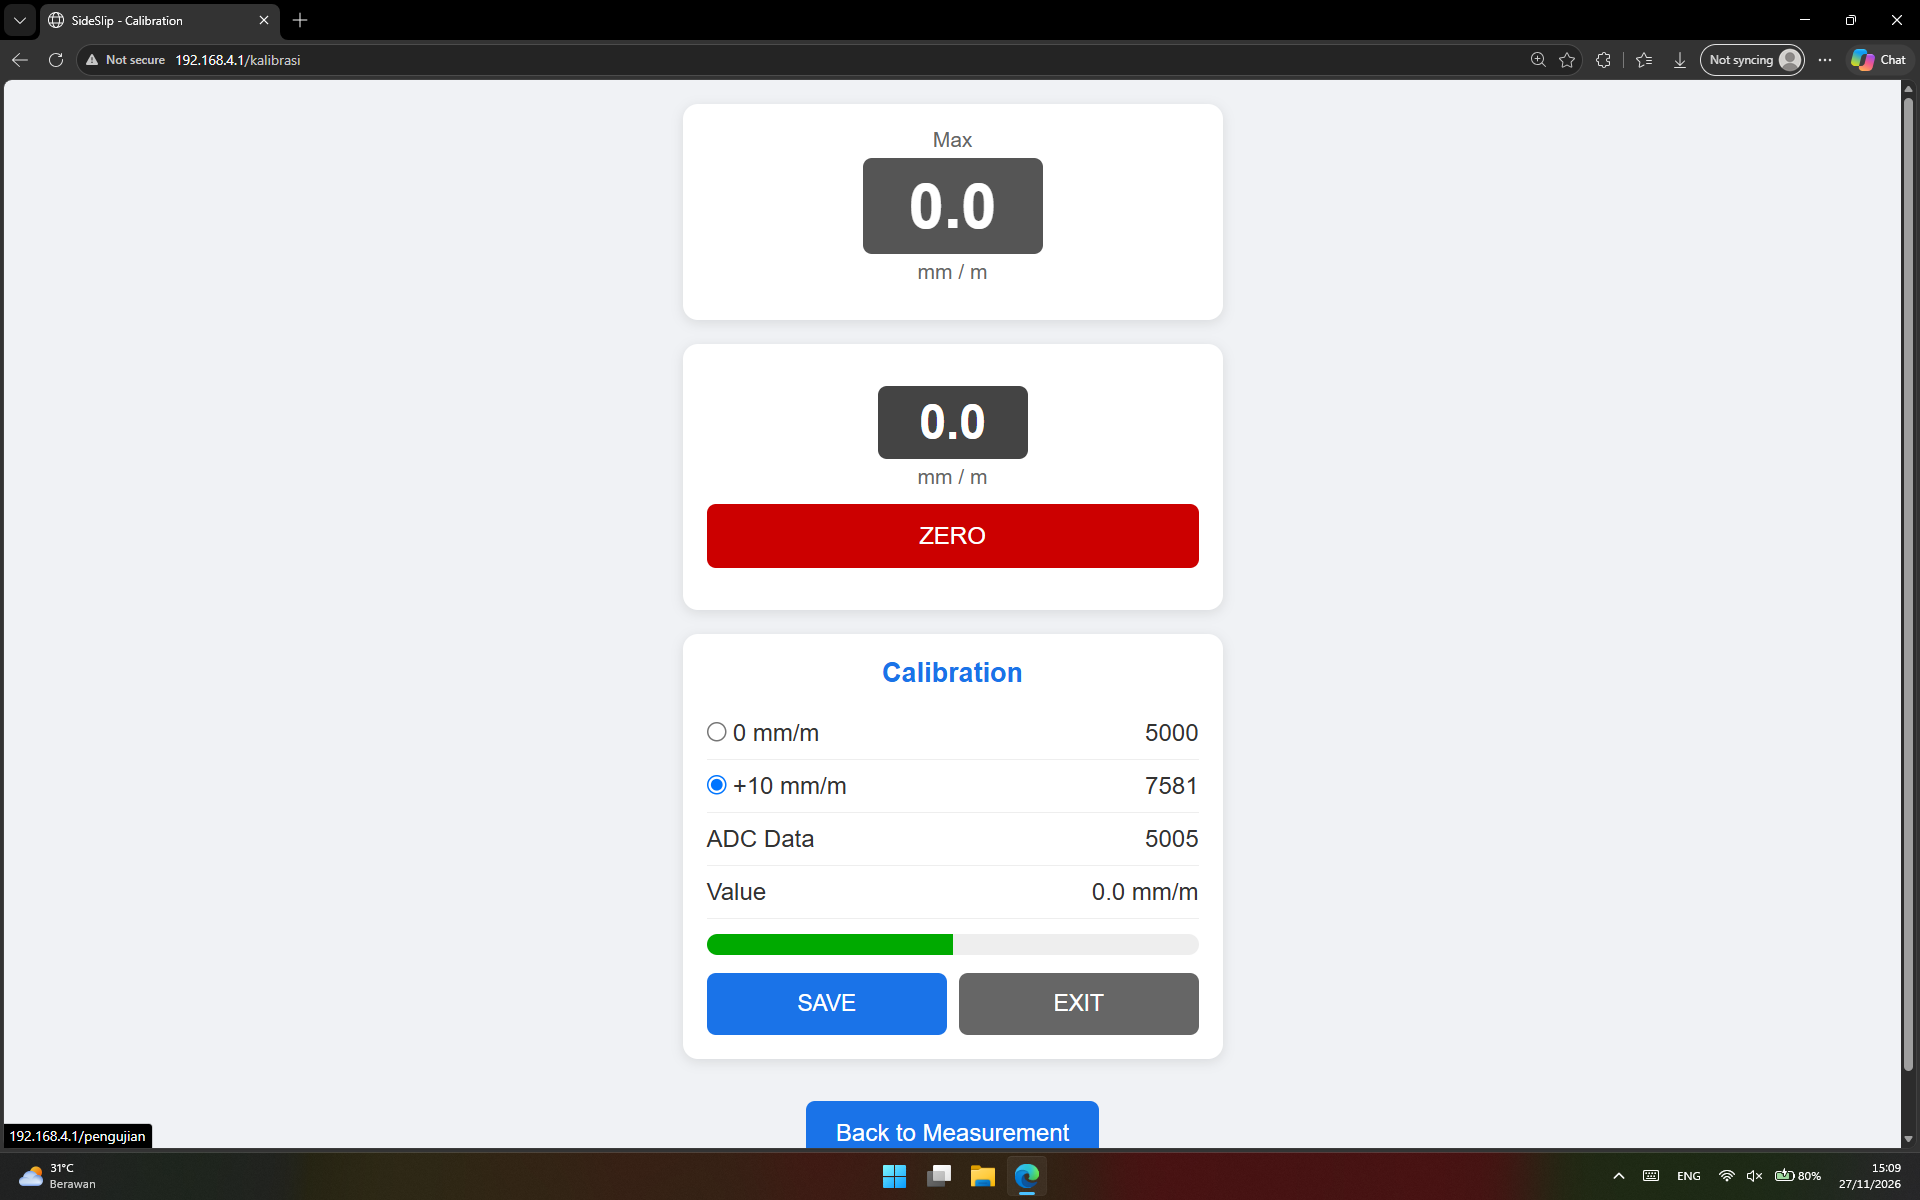 SideSlip - Calibration
Not secure 192.168.4.1/kalibrasi
Not syncing
Chat
Max
0.0
mm / m
0.0
mm / m
ZERO
Calibration
0 mm/m 5000
+10 mm/m 7581
ADC Data 5005
Value 0.0 mm/m
SAVE EXIT
Back to Measurement
192.168.4.1/pengujian
31°C
Berawan
ENG
80%
15:09
27/11/2026